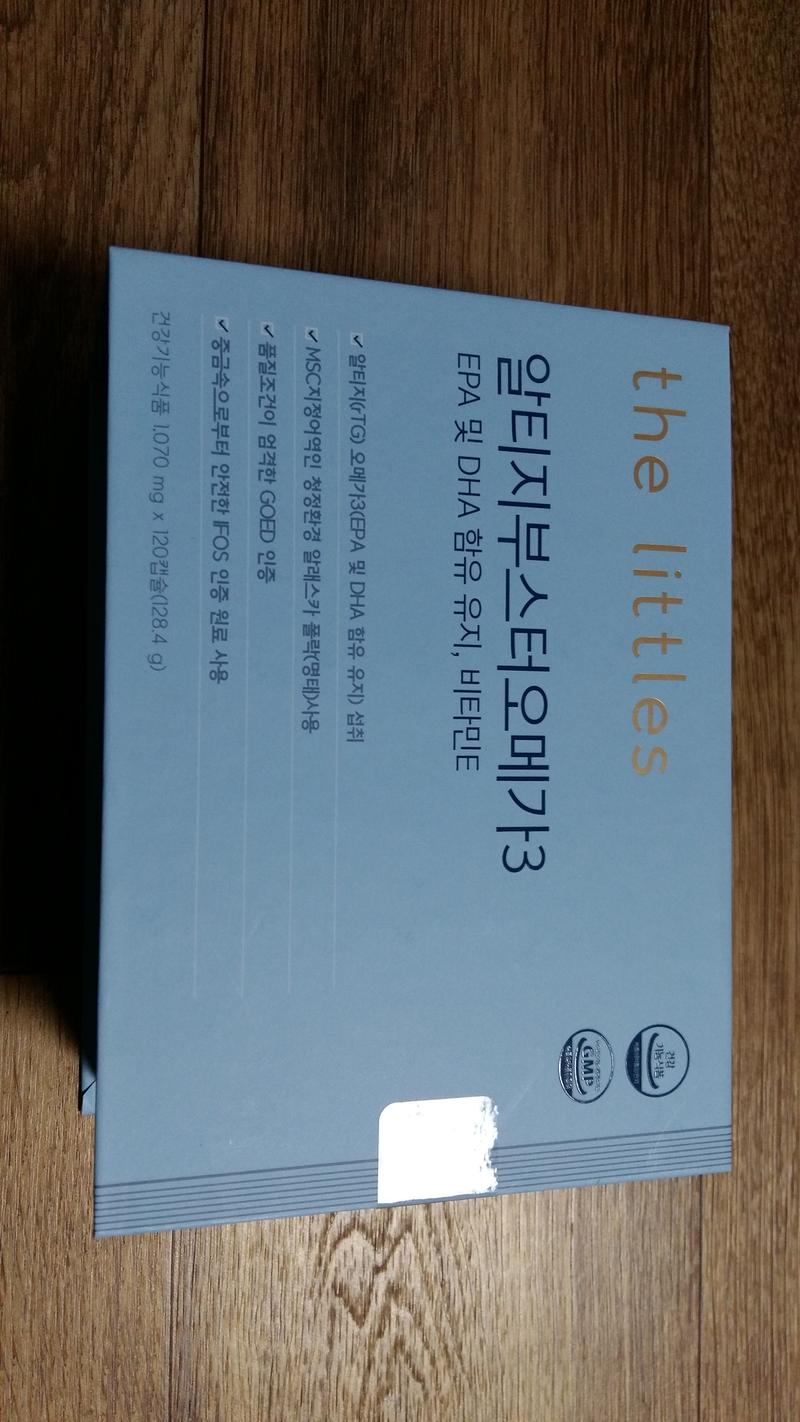 the littles
알티지부스터오메가3
EPA 및 DHA 함유 유지, 비타민E
✔ 알티지(rTG) 오메가3(EPA 및 DHA 함유 유지) 섭취
✔ MSC지정어역인 청정환경 알래스카 폴락(명태)사용
✔ 품질조건이 엄격한 GOED 인증
✔ 중금속으로부터 안전한 IFOS 인증 원료 사용
건강기능식품 1,070 mg x 120캡슐(128.4 g)
건강
기능식품
GMP